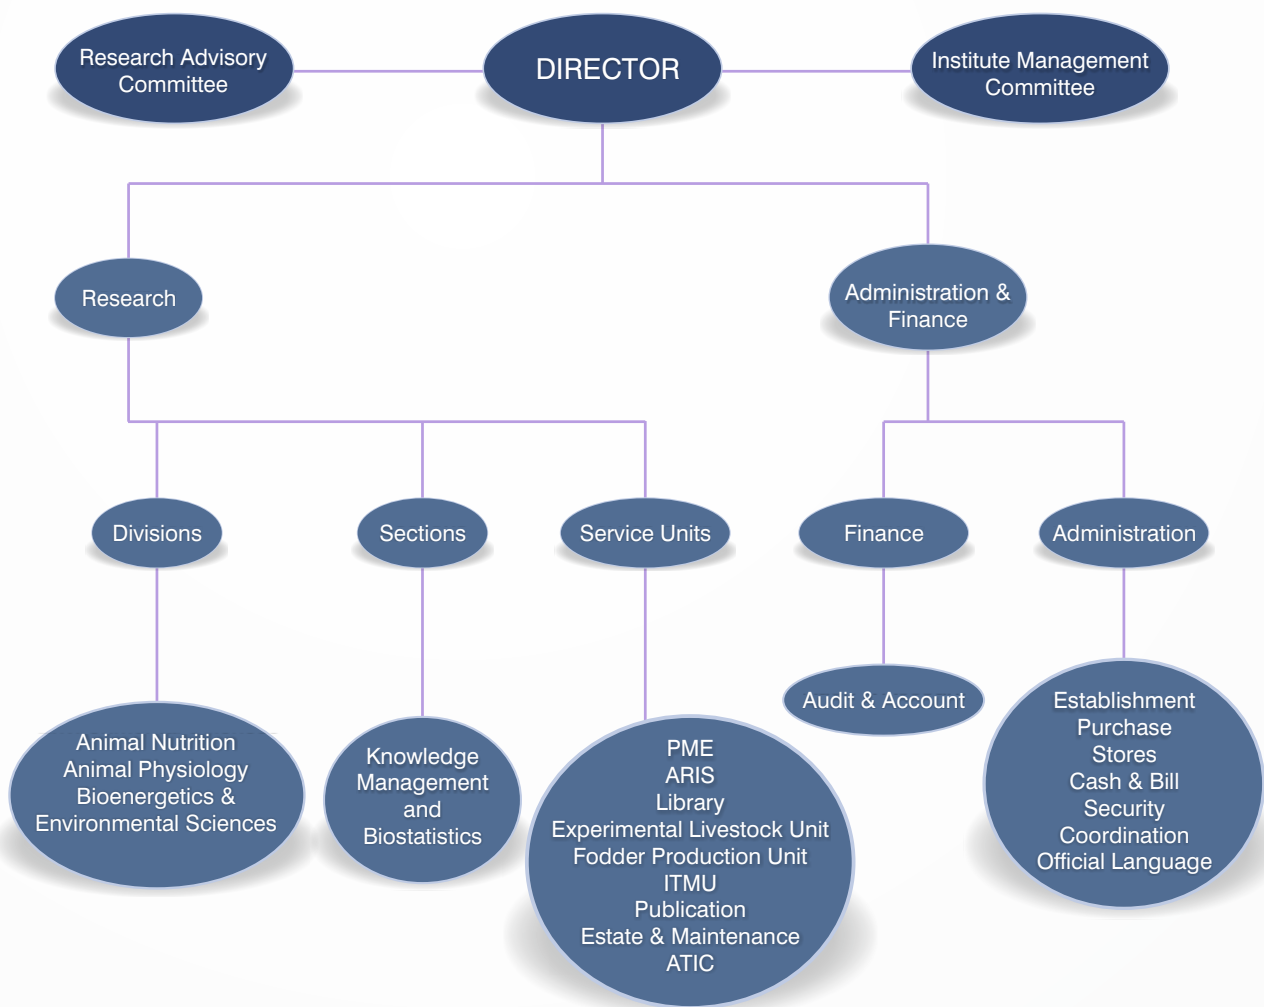 Research Advisory
Committee
DIRECTOR
Institute Management
Committee
Research
Administration &
Finance
Divisions
Sections
Service Units
Finance
Administration
Animal Nutrition
Animal Physiology
Bioenergetics &
Environmental Sciences
Knowledge
Management
and
Biostatistics
PME
ARIS
Library
Experimental Livestock Unit
Fodder Production Unit
ITMU
Publication
Estate & Maintenance
ATIC
Audit & Account
Establishment
Purchase
Stores
Cash & Bill
Security
Coordination
Official Language